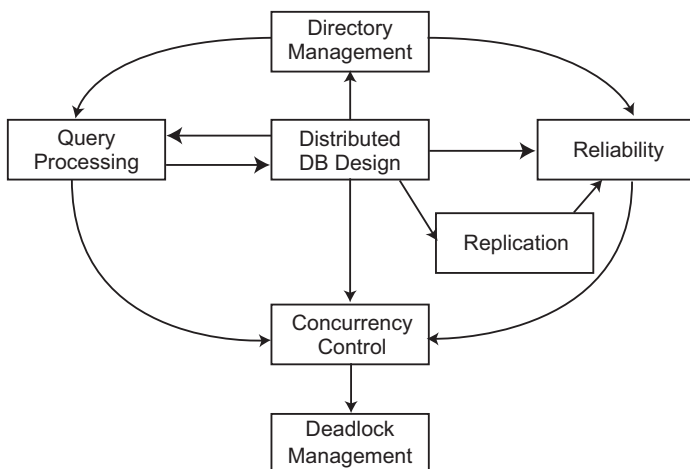 Directory
Management
Query
Processing
Distributed
DB Design
Reliability
Replication
Concurrency
Control
Deadlock
Management